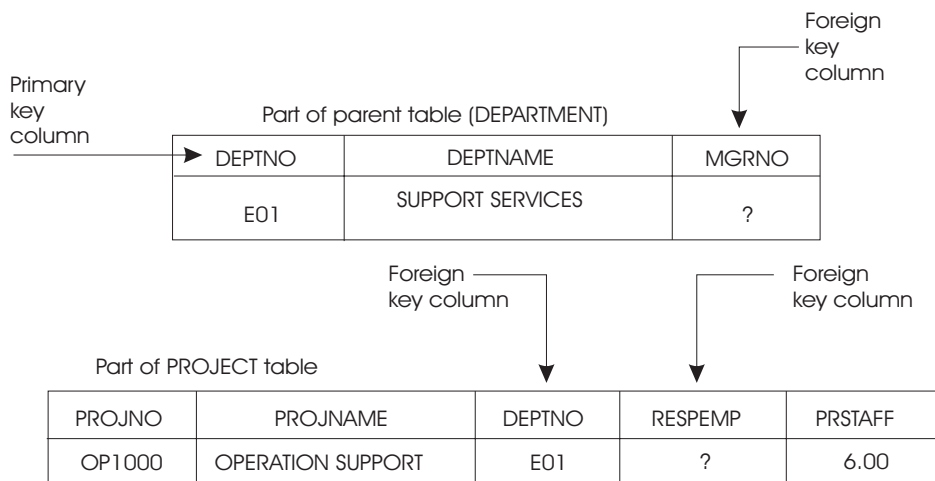 Foreign
key
column
Primary
key
column
Part of parent table (DEPARTMENT)
DEPTNO DEPTNAME MGRNO
E01 SUPPORT SERVICES ?
Foreign
key column
Foreign
key column
Part of PROJECT table
PROJNO PROJNAME DEPTNO RESPEMP PRSTAFF
OP1000 OPERATION SUPPORT E01 ? 6.00